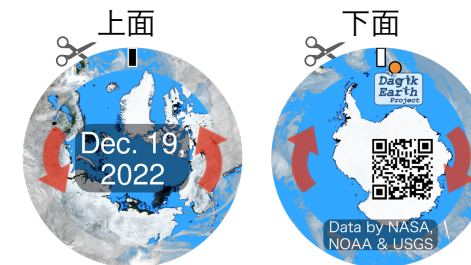 上面
下面
Dec. 19,
2022
Dagik
Earth
Project
Data by NASA,
NOAA & USGS